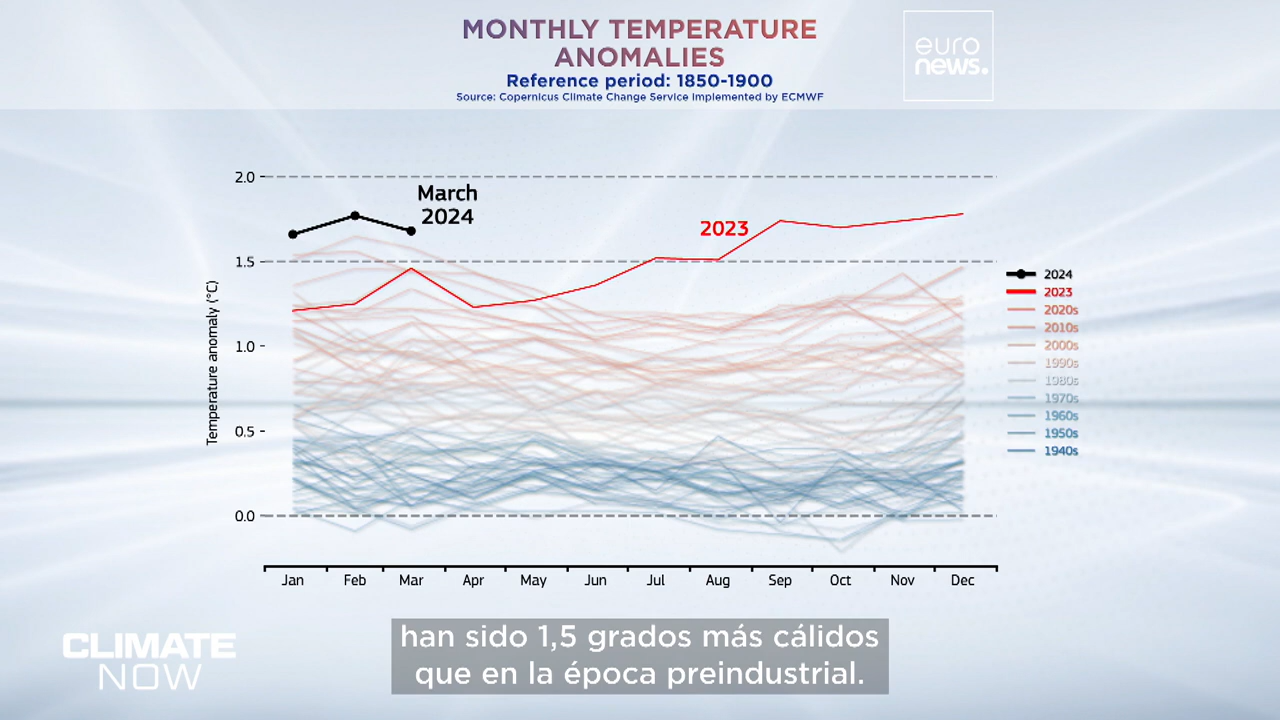 MONTHLY TEMPERATURE
ANOMALIES
Reference period: 1850-1900
Source: Copernicus Climate Change Service Implemented by ECMWF
euro
news.
2.0
1.5
1.0
0.5
0.0
Temperature anomaly (°C)
March
2024
2023
2024
2023
2020s
2010s
2000s
1990s
1980s
1970s
1960s
1950s
1940s
Jan Feb Mar Apr May Jun Jul Aug Sep Oct Nov Dec
CLIMATE
NOW
han sido 1,5 grados más cálidos
que en la época preindustrial.